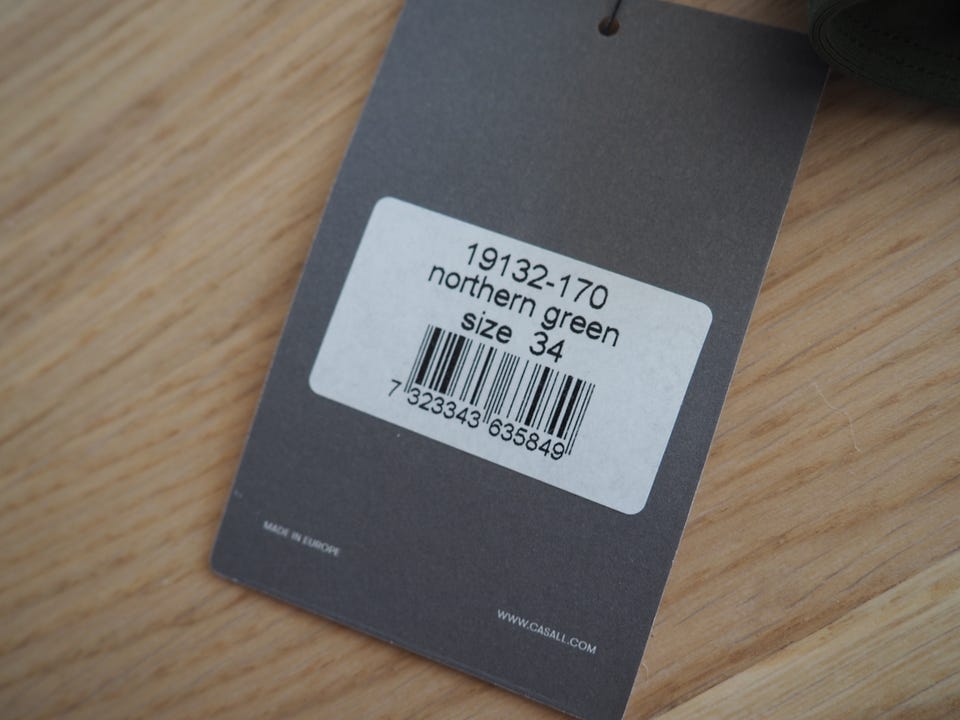 19132-170
northern green
size 34
7 323343 635849
MADE IN EUROPE
WWW.CASALL.COM